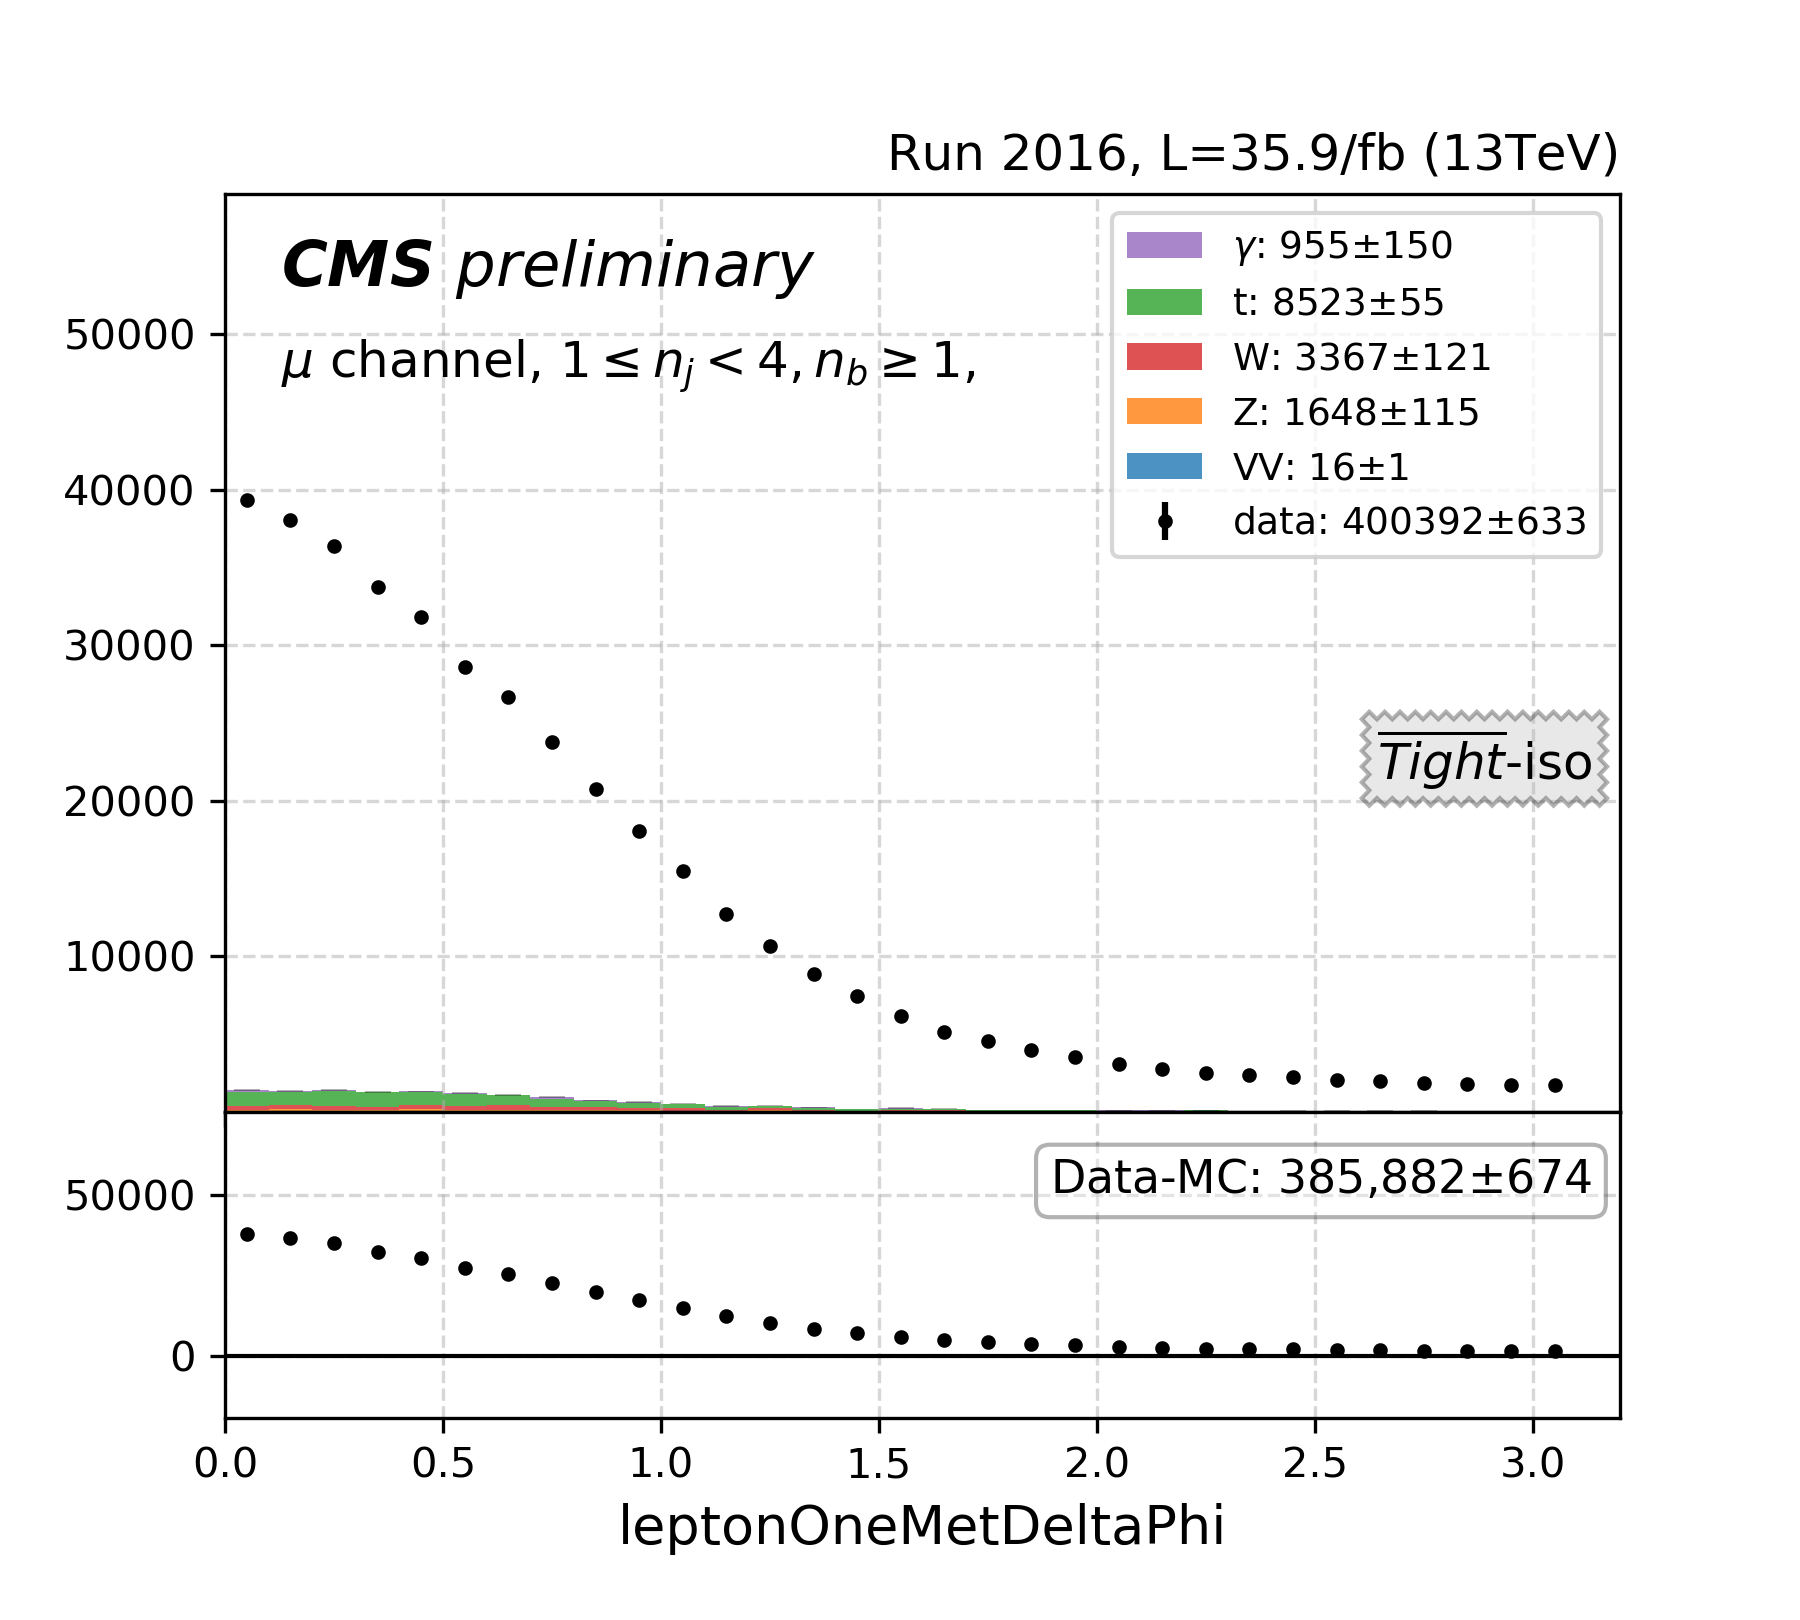 Run 2016, L=35.9/fb (13TeV)
CMS preliminary
μ channel, 1 ≤ n_j < 4, n_b ≥ 1,
γ: 955±150
t: 8523±55
W: 3367±121
Z: 1648±115
VV: 16±1
data: 400392±633
50000
40000
30000
20000
10000
T̅i̅g̅h̅t̅-iso
Data-MC: 385,882±674
50000
0
0.0 0.5 1.0 1.5 2.0 2.5 3.0
leptonOneMetDeltaPhi